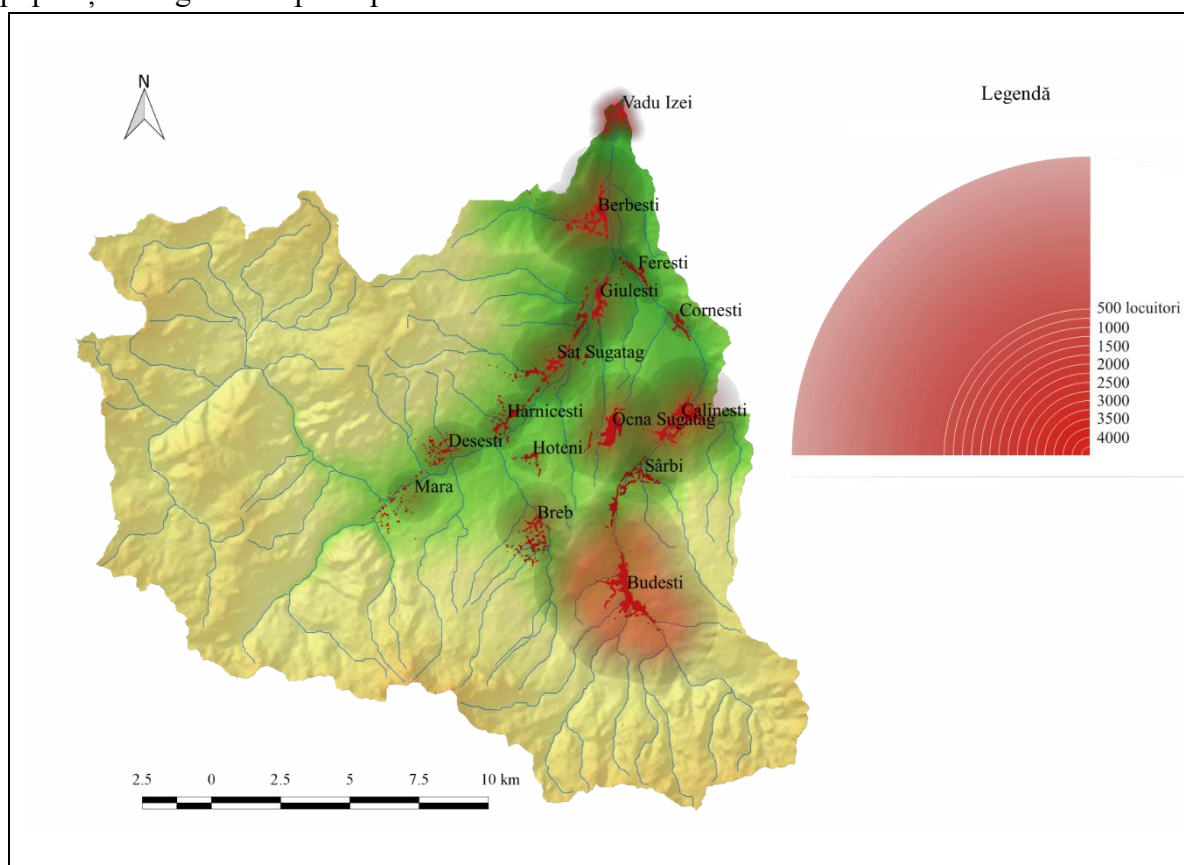 N
Legendă
Vadu Izei
Berbesti
Feresti
Giulesti
Cornesti
500 locuitori
1000
1500
2000
2500
3000
3500
4000
Sat Sugatag
Harnicesti
Ocna Sugatag
Calinesti
Desesti
Hoteni
Sârbi
Mara
Breb
Budesti
2.5 0 2.5 5 7.5 10 km